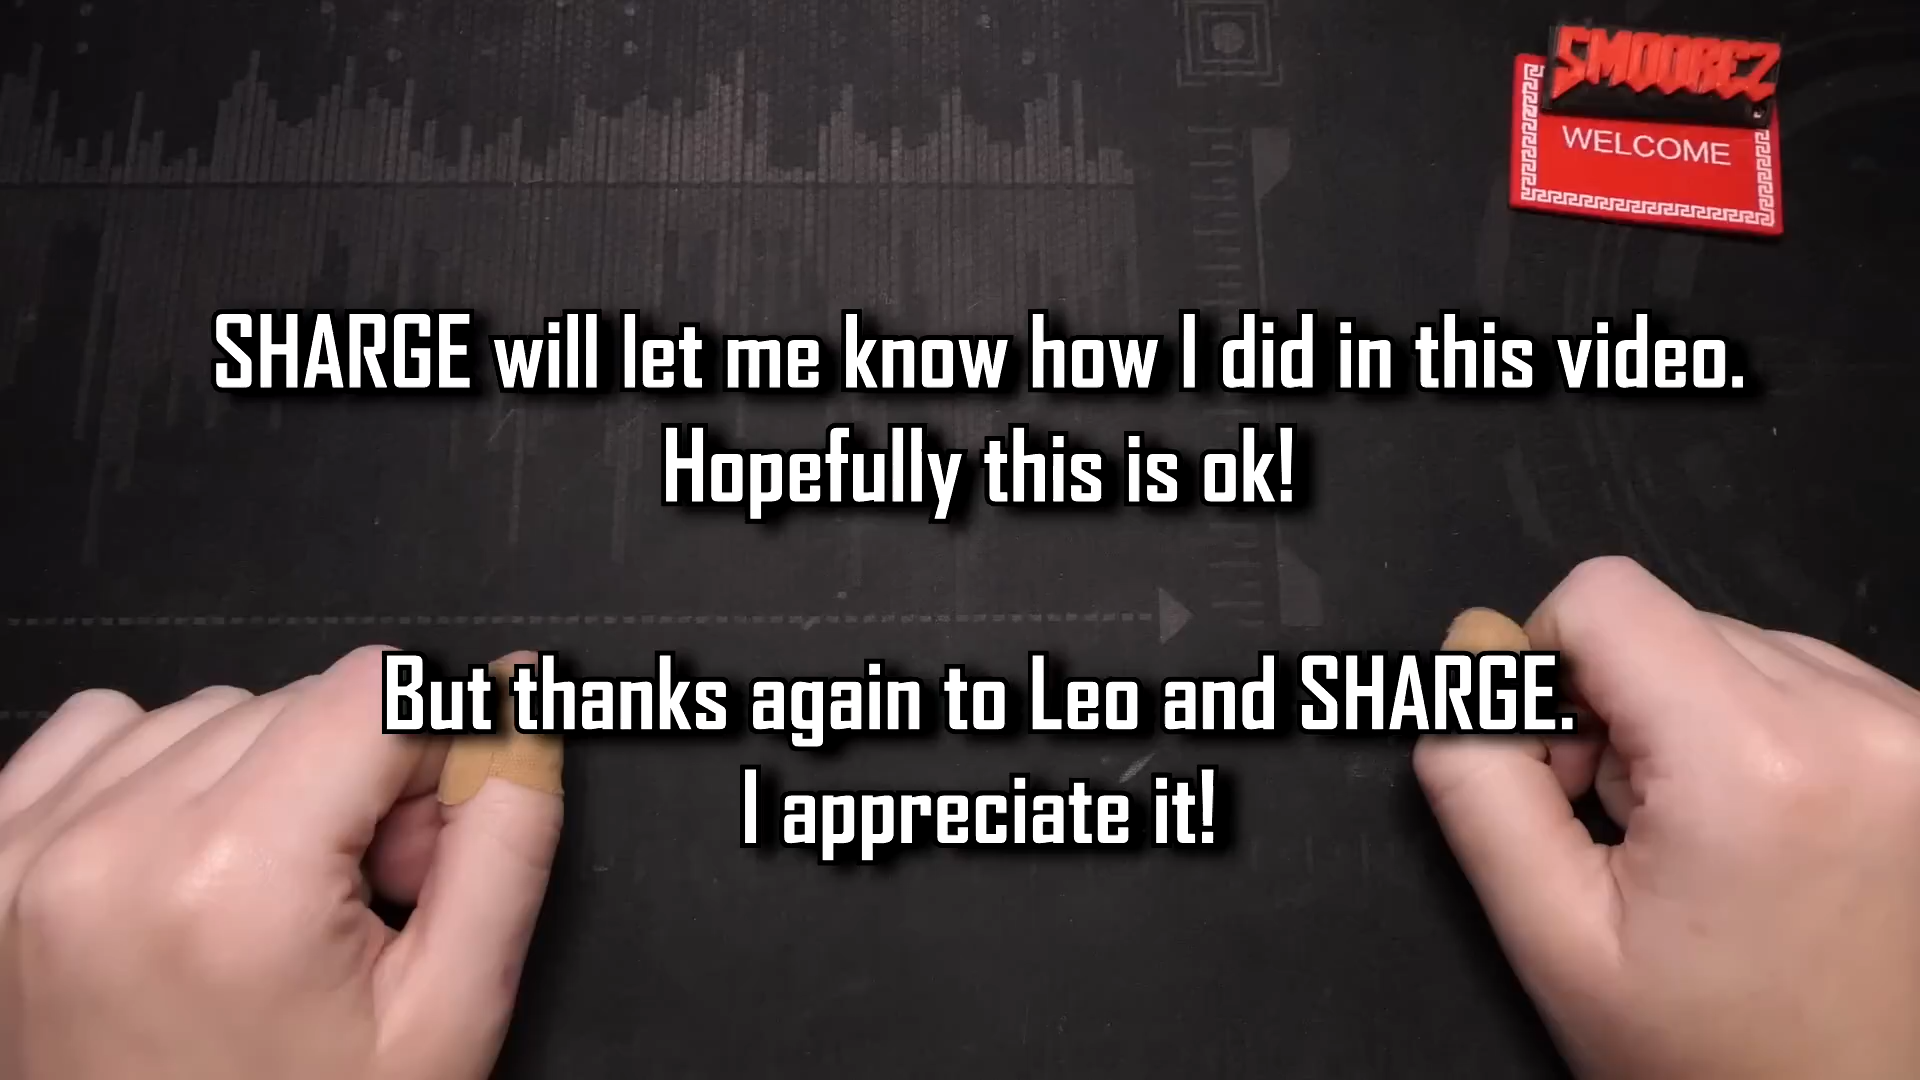 SMOOREZ
WELCOME
SHARGE will let me know how I did in this video.
Hopefully this is ok!
But thanks again to Leo and SHARGE.
I appreciate it!